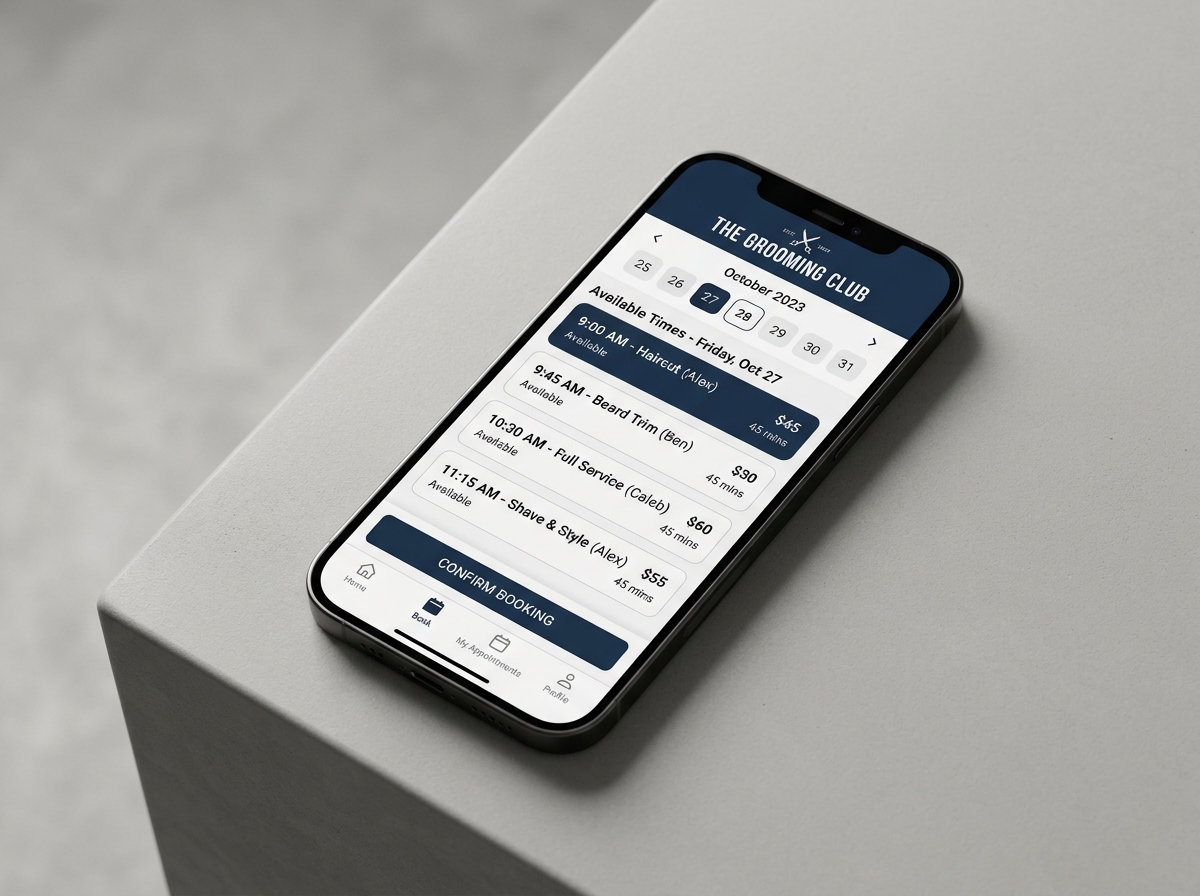 THE GROOMING CLUB
October 2023
25 26 27 28 29 30 31
Available Times - Friday, Oct 27
9:00 AM - Haircut (Alex)
Available
$45
45 mins
9:45 AM - Beard Trim (Ben)
Available
$30
45 mins
10:30 AM - Full Service (Caleb)
Available
$60
45 mins
11:15 AM - Shave & Style (Alex)
Available
$55
45 mins
CONFIRM BOOKING
Home
Book
My Appointments
Profile